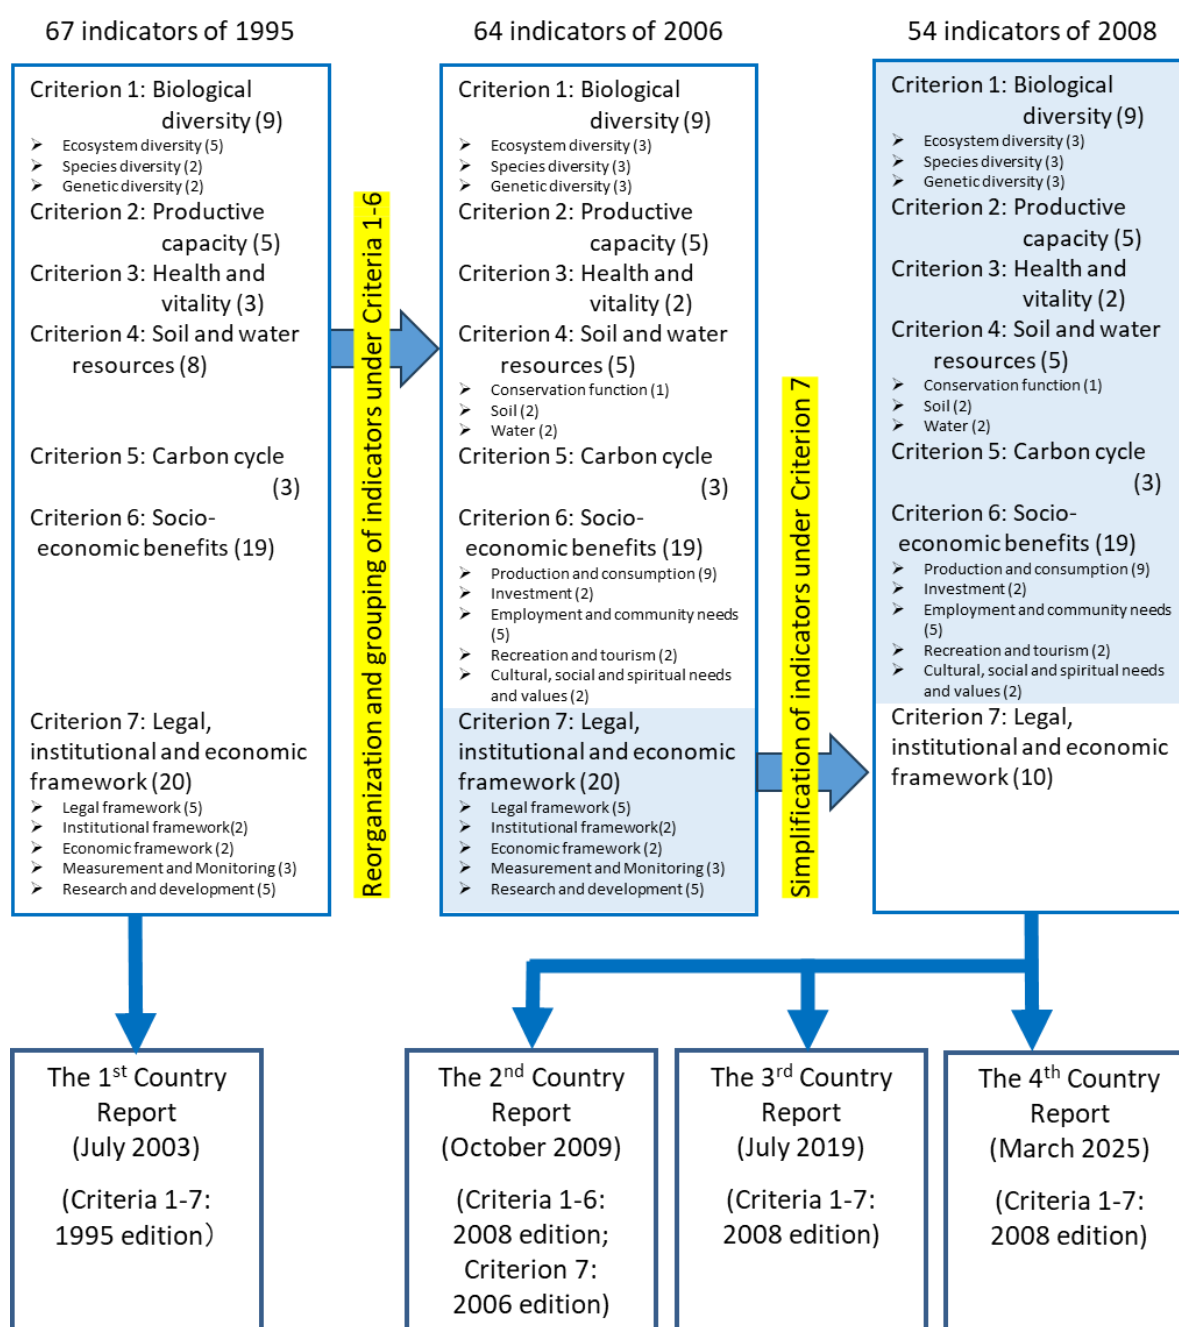 67 indicators of 1995
Criterion 1: Biological
diversity (9)
➤ Ecosystem diversity (5)
➤ Species diversity (2)
➤ Genetic diversity (2)
Criterion 2: Productive
capacity (5)
Criterion 3: Health and
vitality (3)
Criterion 4: Soil and water
resources (8)
Criterion 5: Carbon cycle
(3)
Criterion 6: Socio-
economic benefits (19)
Criterion 7: Legal,
institutional and economic
framework (20)
➤ Legal framework (5)
➤ Institutional framework(2)
➤ Economic framework (2)
➤ Measurement and Monitoring (3)
➤ Research and development (5)
Reorganization and grouping of indicators under Criteria 1-6
64 indicators of 2006
Criterion 1: Biological
diversity (9)
➤ Ecosystem diversity (3)
➤ Species diversity (3)
➤ Genetic diversity (3)
Criterion 2: Productive
capacity (5)
Criterion 3: Health and
vitality (2)
Criterion 4: Soil and water
resources (5)
➤ Conservation function (1)
➤ Soil (2)
➤ Water (2)
Criterion 5: Carbon cycle
(3)
Criterion 6: Socio-
economic benefits (19)
➤ Production and consumption (9)
➤ Investment (2)
➤ Employment and community needs
(5)
➤ Recreation and tourism (2)
➤ Cultural, social and spiritual needs
and values (2)
Criterion 7: Legal,
institutional and economic
framework (20)
➤ Legal framework (5)
➤ Institutional framework(2)
➤ Economic framework (2)
➤ Measurement and Monitoring (3)
➤ Research and development (5)
Simplification of indicators under Criterion 7
54 indicators of 2008
Criterion 1: Biological
diversity (9)
➤ Ecosystem diversity (3)
➤ Species diversity (3)
➤ Genetic diversity (3)
Criterion 2: Productive
capacity (5)
Criterion 3: Health and
vitality (2)
Criterion 4: Soil and water
resources (5)
➤ Conservation function (1)
➤ Soil (2)
➤ Water (2)
Criterion 5: Carbon cycle
(3)
Criterion 6: Socio-
economic benefits (19)
➤ Production and consumption (9)
➤ Investment (2)
➤ Employment and community needs
(5)
➤ Recreation and tourism (2)
➤ Cultural, social and spiritual needs
and values (2)
Criterion 7: Legal,
institutional and economic
framework (10)
The 1st Country
Report
(July 2003)
(Criteria 1-7:
1995 edition）
The 2nd Country
Report
(October 2009)
(Criteria 1-6:
2008 edition;
Criterion 7:
2006 edition)
The 3rd Country
Report
(July 2019)
(Criteria 1-7:
2008 edition)
The 4th Country
Report
(March 2025)
(Criteria 1-7:
2008 edition)